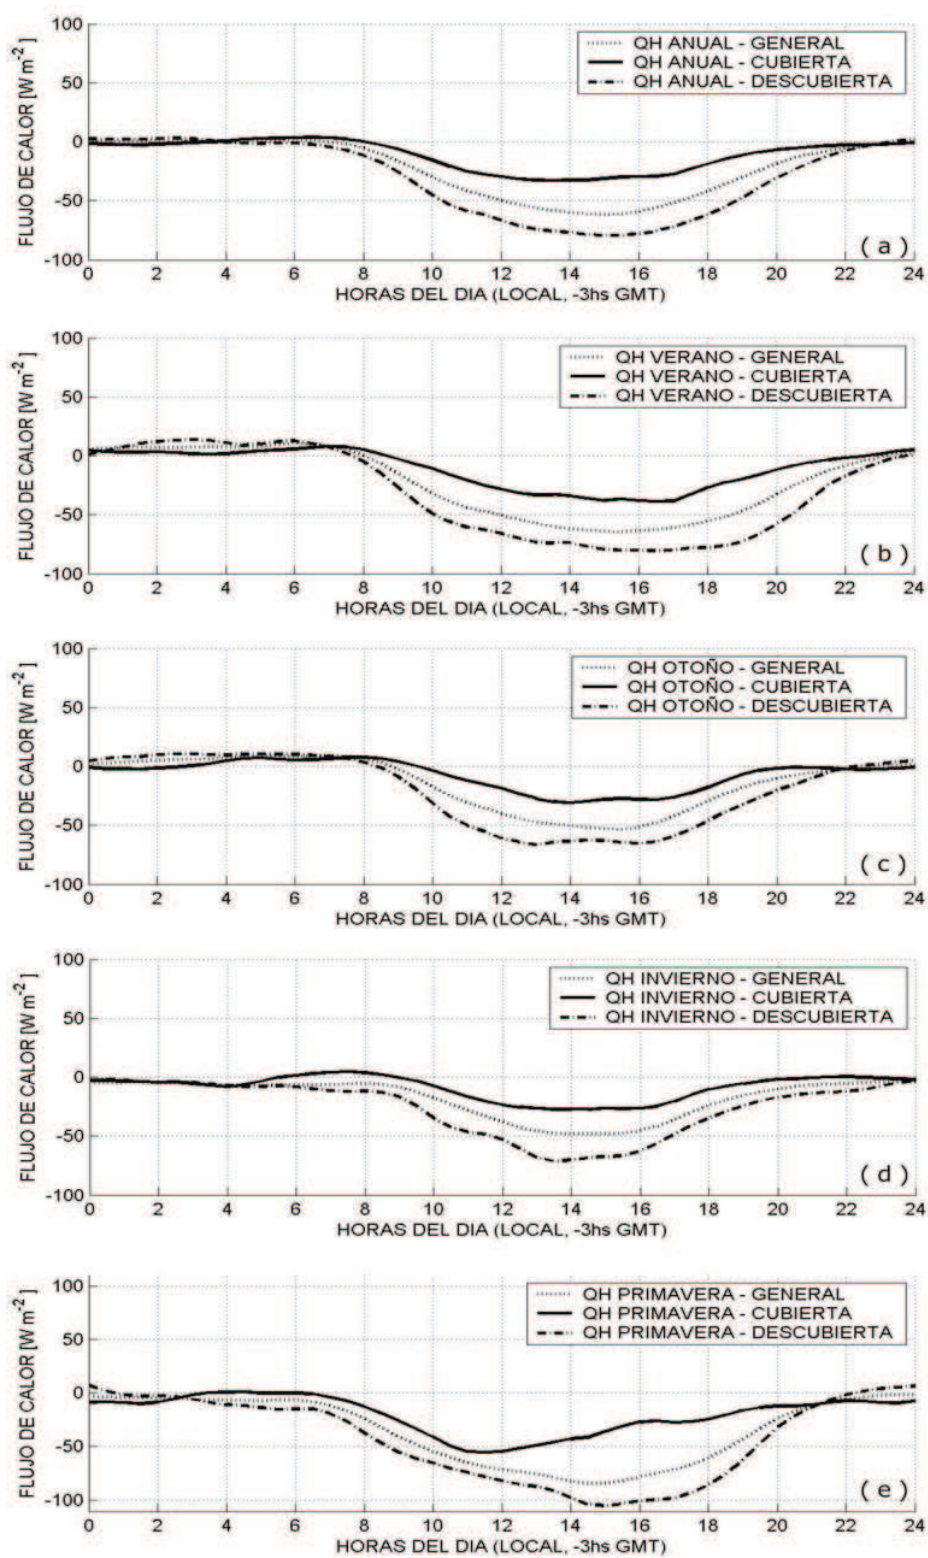 100
QH ANUAL - GENERAL
QH ANUAL - CUBIERTA
QH ANUAL - DESCUBIERTA
50
0
-50
-100
FLUJO DE CALOR [W m-2]
( a )
0 2 4 6 8 10 12 14 16 18 20 22 24
HORAS DEL DIA (LOCAL, -3hs GMT)
100
QH VERANO - GENERAL
QH VERANO - CUBIERTA
QH VERANO - DESCUBIERTA
50
0
-50
-100
FLUJO DE CALOR [W m-2]
( b )
0 2 4 6 8 10 12 14 16 18 20 22 24
HORAS DEL DIA (LOCAL, -3hs GMT)
100
QH OTOÑO - GENERAL
QH OTOÑO - CUBIERTA
QH OTOÑO - DESCUBIERTA
50
0
-50
-100
FLUJO DE CALOR [W m-2]
( c )
0 2 4 6 8 10 12 14 16 18 20 22 24
HORAS DEL DIA (LOCAL, -3hs GMT)
100
QH INVIERNO - GENERAL
QH INVIERNO - CUBIERTA
QH INVIERNO - DESCUBIERTA
50
0
-50
-100
FLUJO DE CALOR [W m-2]
( d )
0 2 4 6 8 10 12 14 16 18 20 22 24
HORAS DEL DIA (LOCAL, -3hs GMT)
100
QH PRIMAVERA - GENERAL
QH PRIMAVERA - CUBIERTA
QH PRIMAVERA - DESCUBIERTA
50
0
-50
-100
FLUJO DE CALOR [W m-2]
( e )
0 2 4 6 8 10 12 14 16 18 20 22 24
HORAS DEL DIA (LOCAL, -3hs GMT)